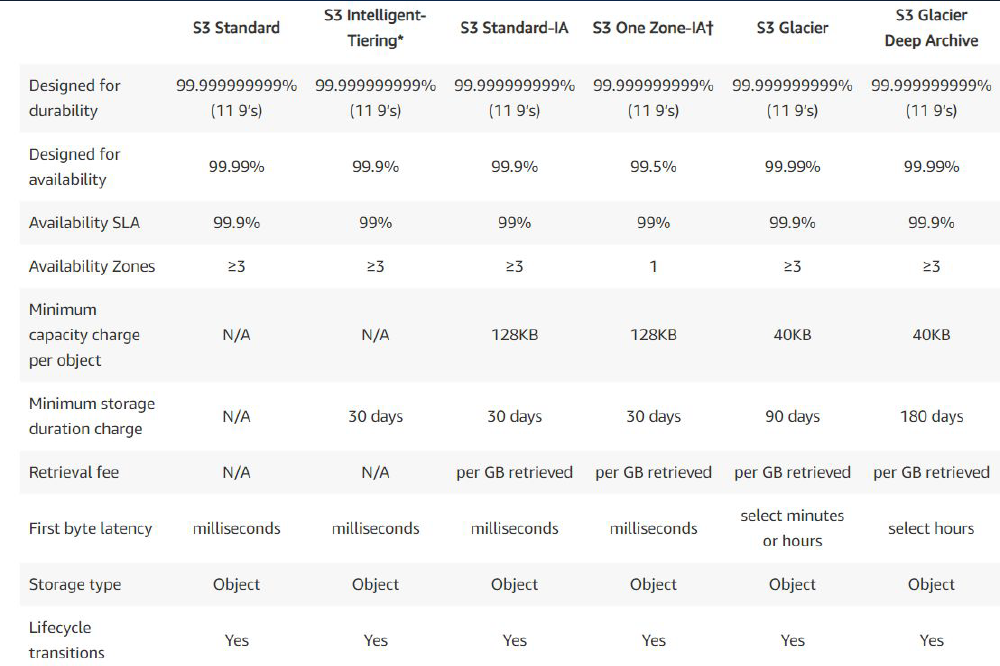 S3 Standard S3 Intelligent-Tiering* S3 Standard-IA S3 One Zone-IA† S3 Glacier S3 Glacier Deep Archive
Designed for durability 99.999999999% (11 9's) 99.999999999% (11 9's) 99.999999999% (11 9's) 99.999999999% (11 9's) 99.999999999% (11 9's) 99.999999999% (11 9's)
Designed for availability 99.99% 99.9% 99.9% 99.5% 99.99% 99.99%
Availability SLA 99.9% 99% 99% 99% 99.9% 99.9%
Availability Zones ≥3 ≥3 ≥3 1 ≥3 ≥3
Minimum capacity charge per object N/A N/A 128KB 128KB 40KB 40KB
Minimum storage duration charge N/A 30 days 30 days 30 days 90 days 180 days
Retrieval fee N/A N/A per GB retrieved per GB retrieved per GB retrieved per GB retrieved
First byte latency milliseconds milliseconds milliseconds milliseconds select minutes or hours select hours
Storage type Object Object Object Object Object Object
Lifecycle transitions Yes Yes Yes Yes Yes Yes